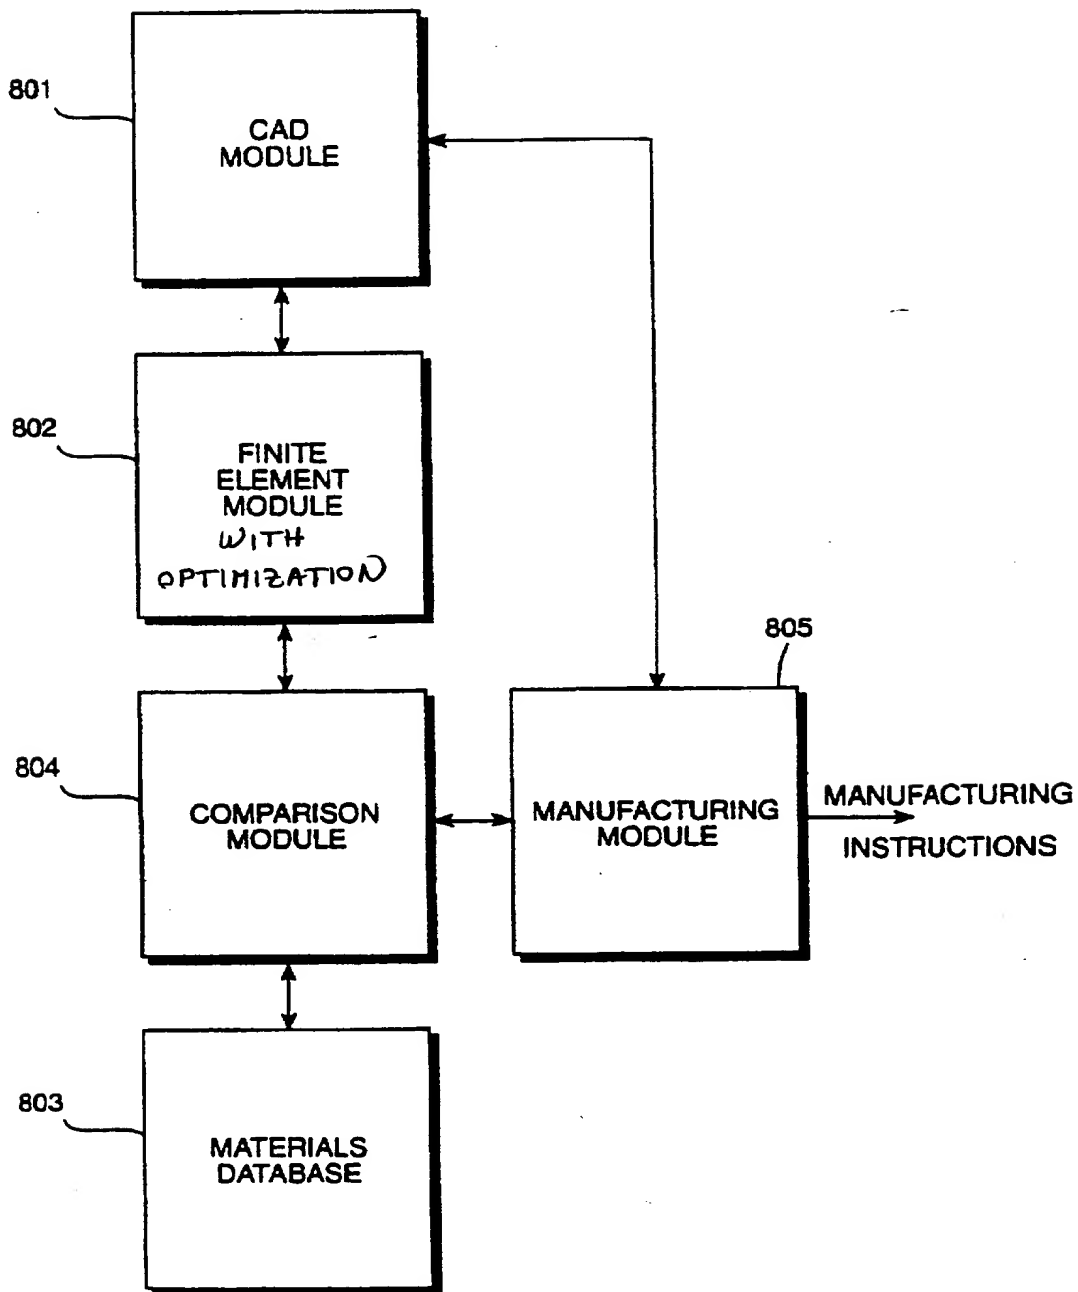 801
CAD
MODULE
802
FINITE
ELEMENT
MODULE
WITH
OPTIMIZATION
805
804
COMPARISON
MODULE
MANUFACTURING
MODULE
MANUFACTURING
INSTRUCTIONS
803
MATERIALS
DATABASE